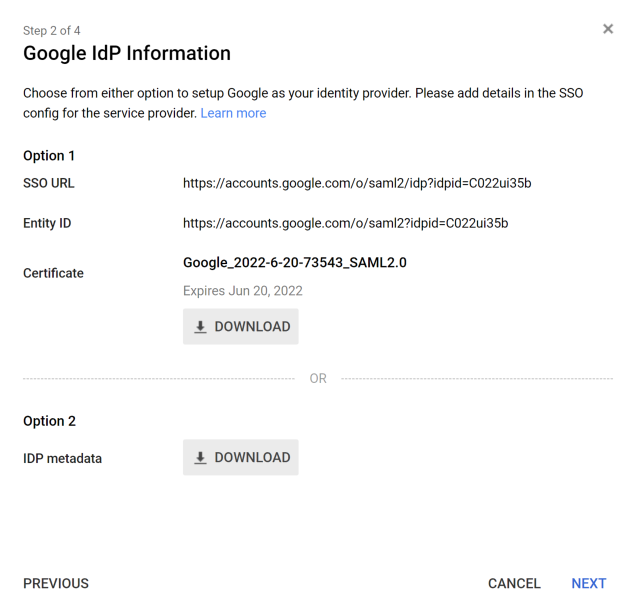 Step 2 of 4
Google IdP Information
Choose from either option to setup Google as your identity provider. Please add details in the SSO
config for the service provider. Learn more
Option 1
SSO URL https://accounts.google.com/o/saml2/idp?idpid=C022ui35b
Entity ID https://accounts.google.com/o/saml2?idpid=C022ui35b
Certificate
Google_2022-6-20-73543_SAML2.0
Expires Jun 20, 2022
DOWNLOAD
OR
Option 2
IDP metadata DOWNLOAD
PREVIOUS CANCEL NEXT